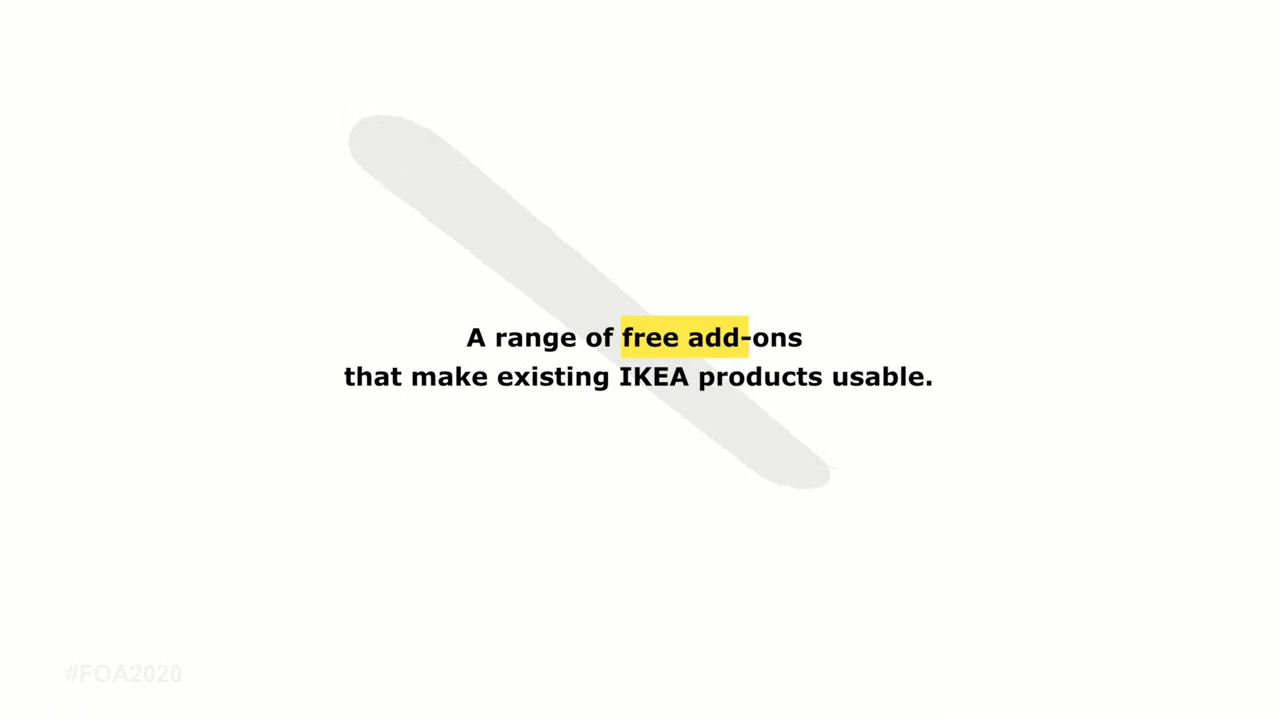 A range of free add-ons
that make existing IKEA products usable.
#FOA2020